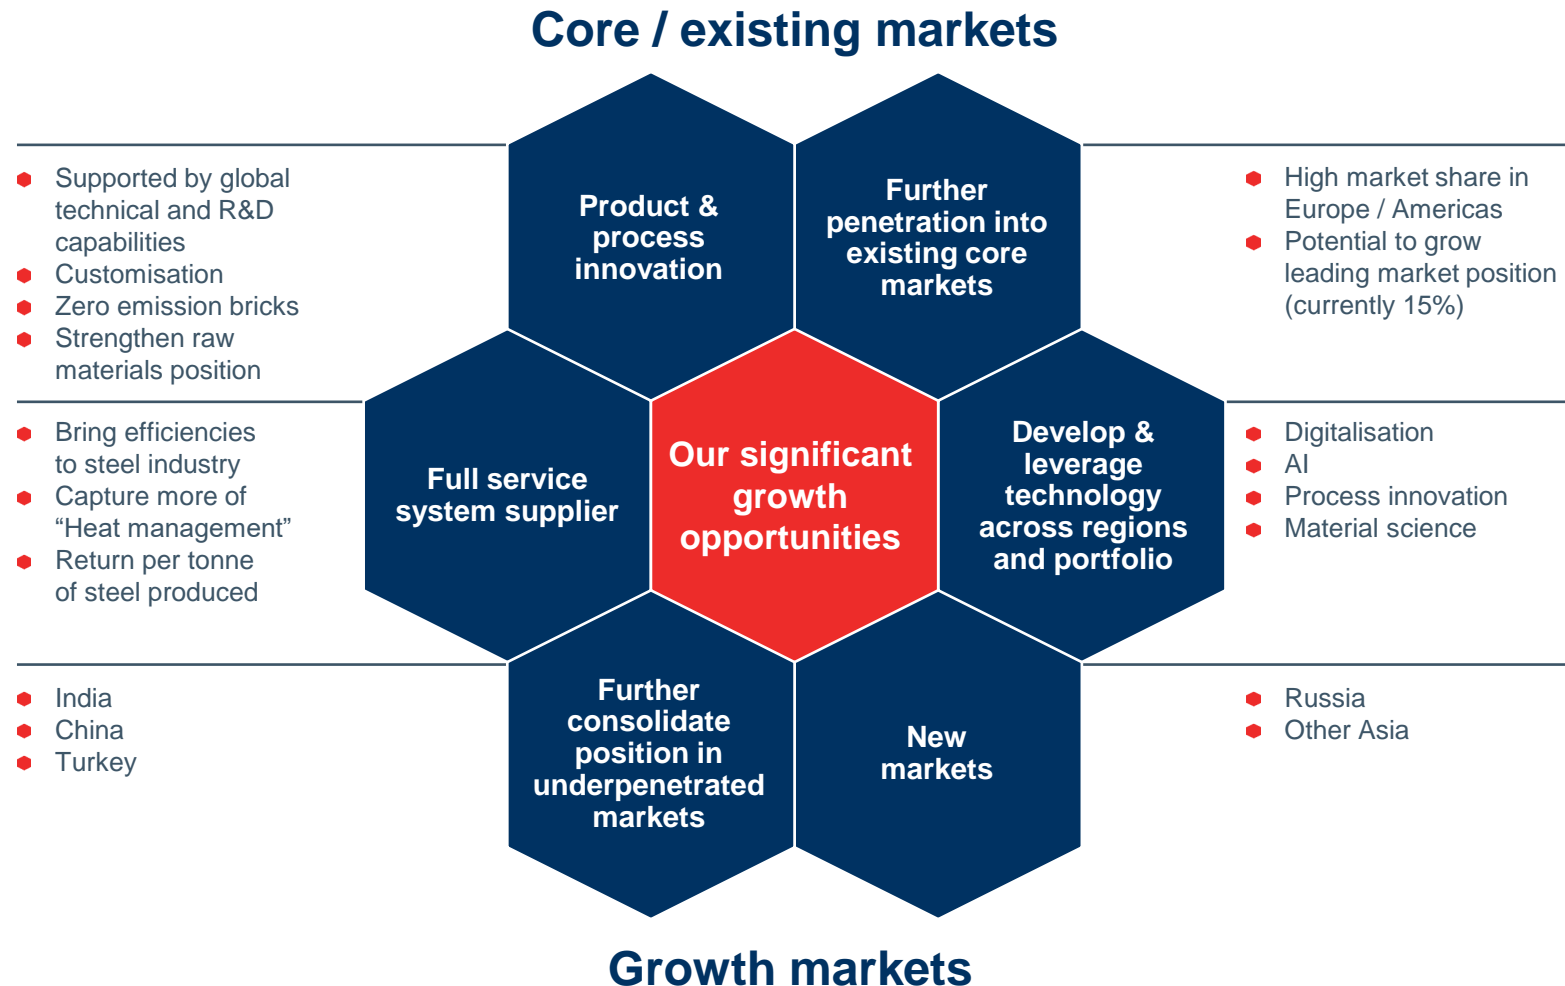 Core / existing markets
Supported by global
technical and R&D
capabilities
Customisation
Zero emission bricks
Strengthen raw
materials position
Product &
process
innovation
Further
penetration into
existing core
markets
High market share in
Europe / Americas
Potential to grow
leading market position
(currently 15%)
Bring efficiencies
to steel industry
Capture more of
“Heat management”
Return per tonne
of steel produced
Full service
system supplier
Our significant
growth
opportunities
Develop &
leverage
technology
across regions
and portfolio
Digitalisation
AI
Process innovation
Material science
India
China
Turkey
Further
consolidate
position in
underpenetrated
markets
New
markets
Russia
Other Asia
Growth markets